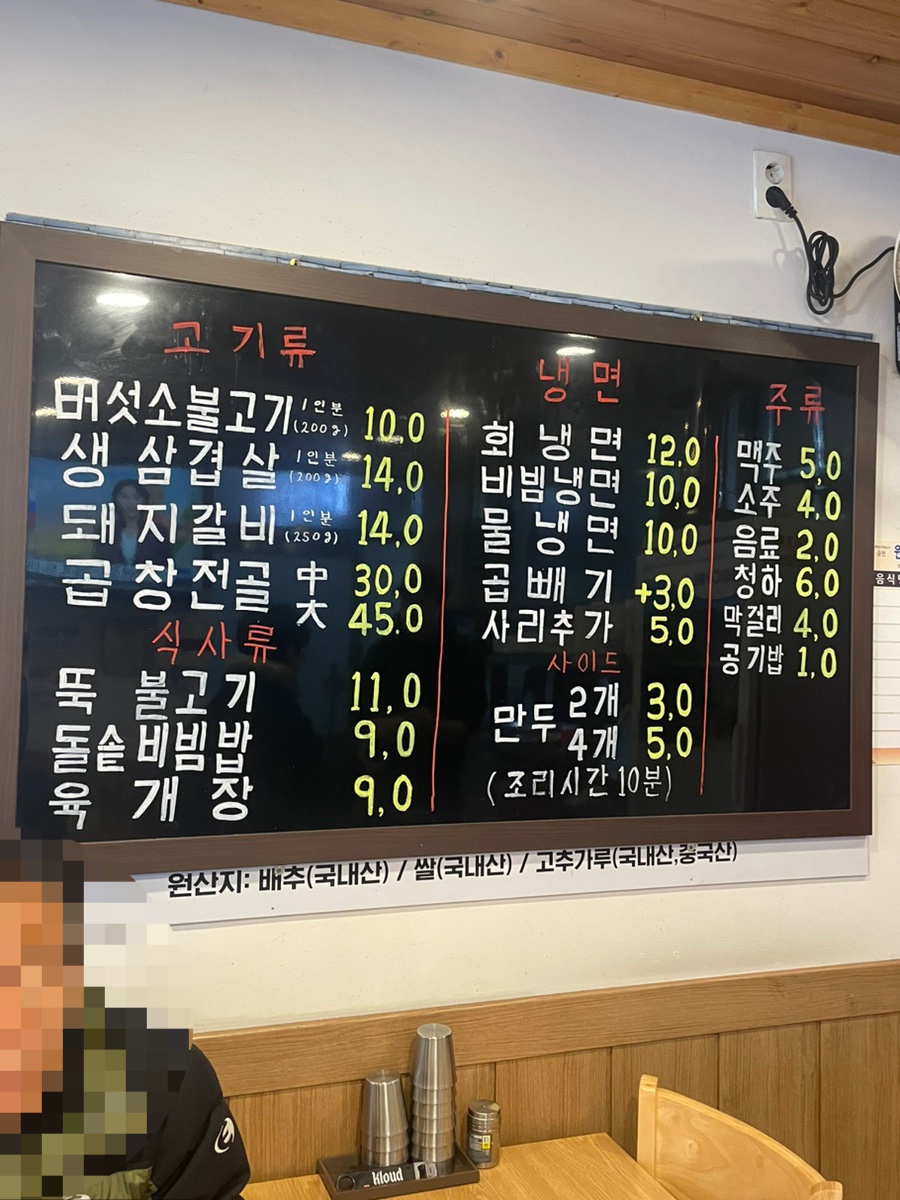 고기류
버섯소불고기 1인분 (200g) 10,0
생삼겹살 1인분 (200g) 14,0
돼지갈비 1인분 (250g) 14,0
곱창전골 中 30,0
大 45.0
식사류
뚝불고기 11,0
돌솥비빔밥 9,0
육개장 9,0
냉면
회냉면 12,0
비빔냉면 10,0
물냉면 10,0
곱빼기 +3,0
사리추가 5,0
사이드
만두 2개 3,0
4개 5,0
(조리시간 10분)
주류
맥주 5,0
소주 4,0
음료 2,0
청하 6,0
막걸리 4,0
공기밥 1,0
원산지: 배추(국내산) / 쌀(국내산) / 고추가루(국내산,중국산)
kloud